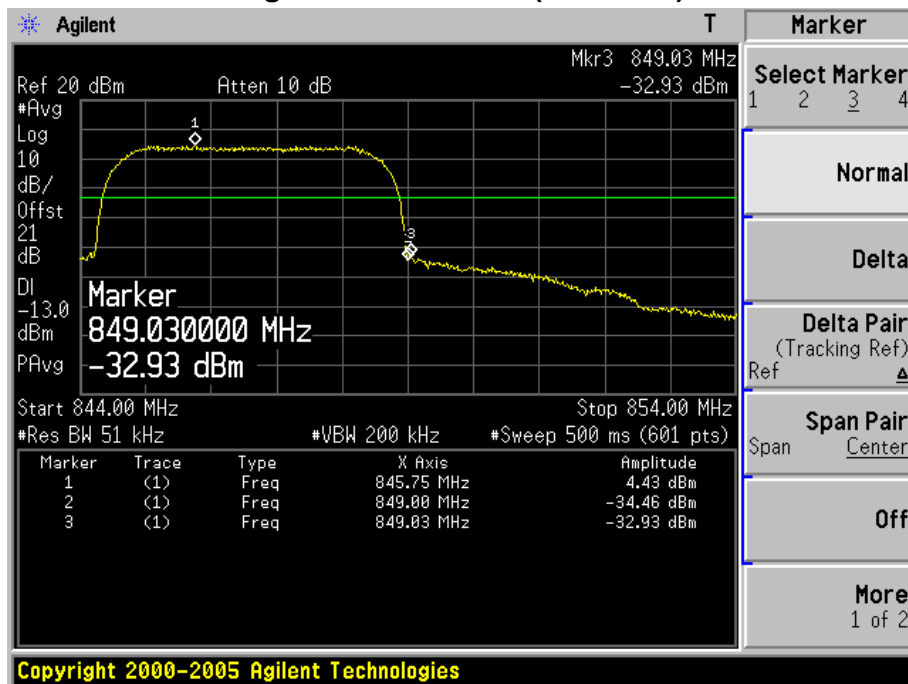 Agilent T
Mkr3 849.03 MHz
Ref 20 dBm Atten 10 dB -32.93 dBm
#Avg
Log
10
dB/
Offst
21
dB
DI
-13.0
dBm
PAvg
1
3
Marker
849.030000 MHz
-32.93 dBm
Start 844.00 MHz Stop 854.00 MHz
#Res BW 51 kHz #VBW 200 kHz #Sweep 500 ms (601 pts)
Marker Trace Type X Axis Amplitude
1 (1) Freq 845.75 MHz 4.43 dBm
2 (1) Freq 849.00 MHz -34.46 dBm
3 (1) Freq 849.03 MHz -32.93 dBm
Marker
Select Marker
1 2 3 4
Normal
Delta
Delta Pair
(Tracking Ref)
Ref Δ
Span Pair
Span Center
Off
More
1 of 2
Copyright 2000-2005 Agilent Technologies